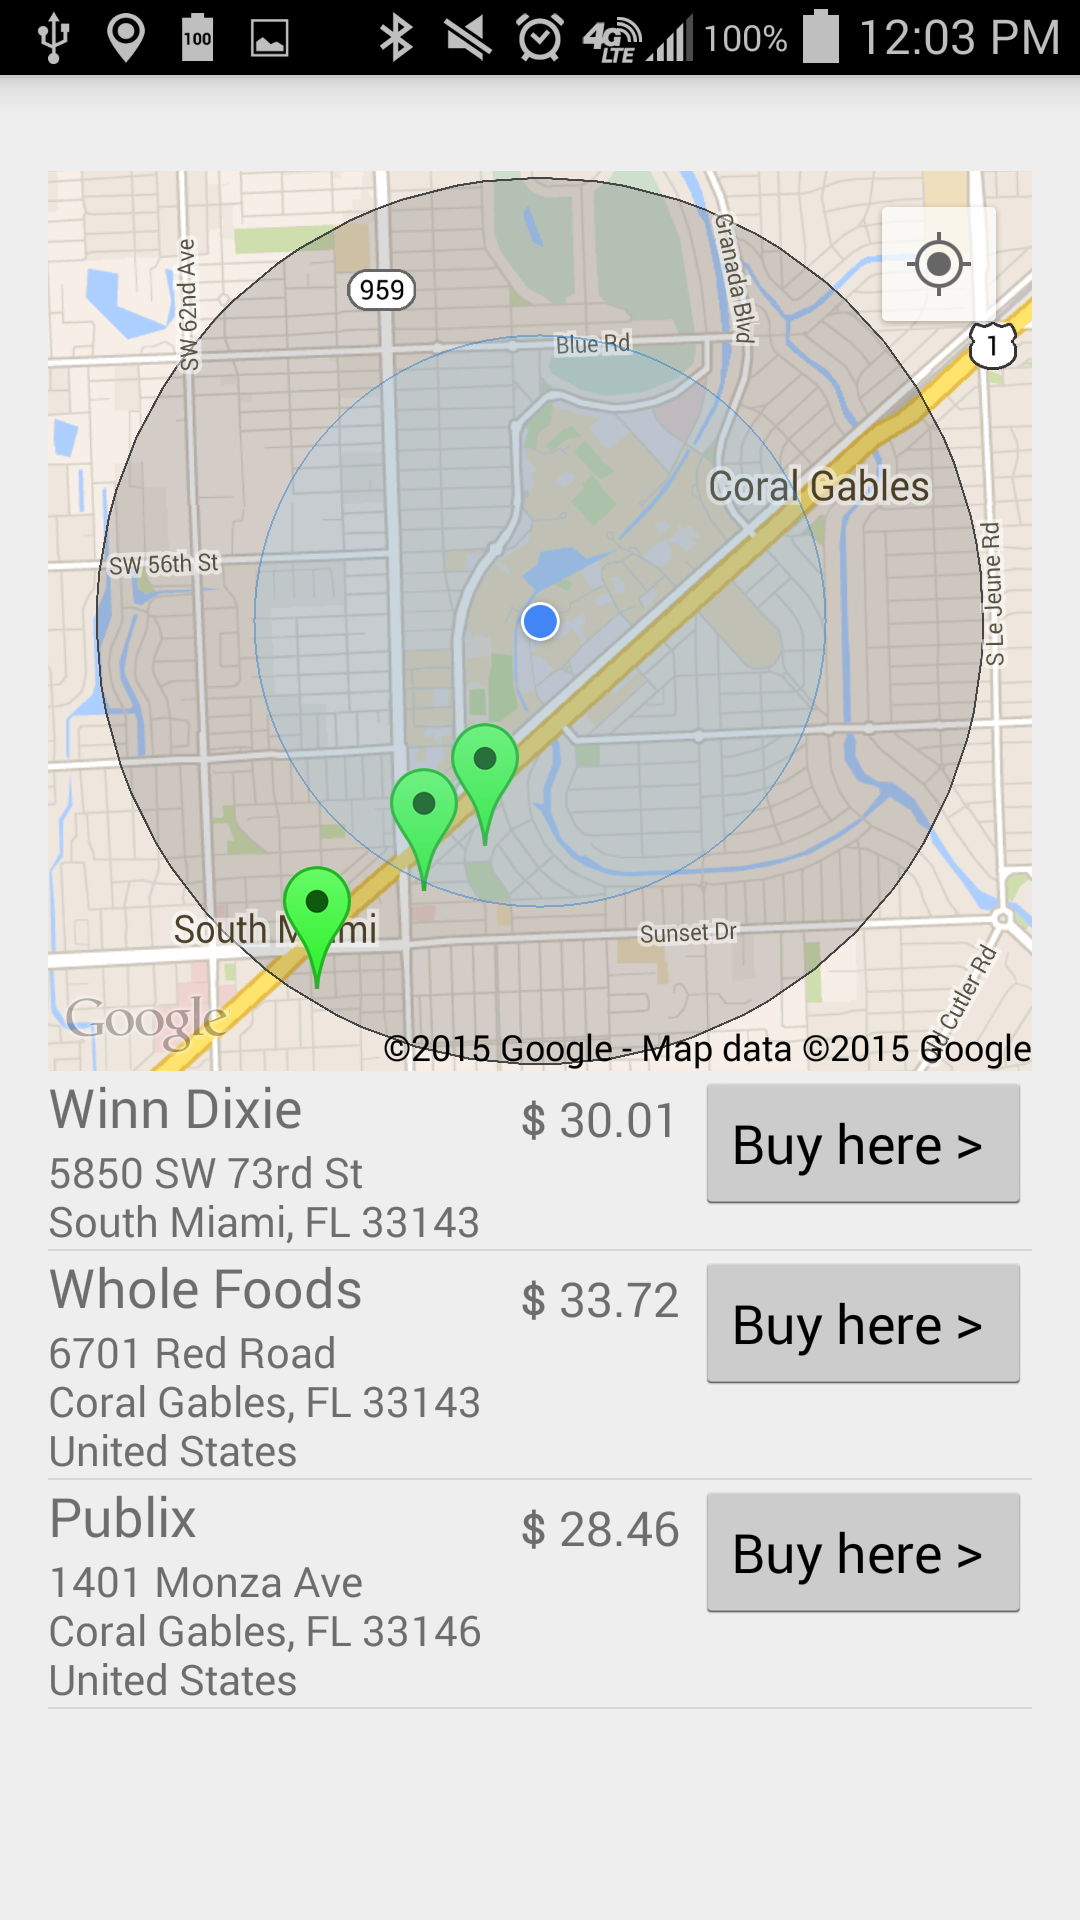 100 4G LTE 100% 12:03 PM
SW 62nd Ave
959
Granada Blvd
Blue Rd
1
Coral Gables
SW 56th St
S Le Jeune Rd
South Miami
Sunset Dr
Old Cutler Rd
Google
©2015 Google - Map data ©2015 Google
Winn Dixie $ 30.01 Buy here >
5850 SW 73rd St
South Miami, FL 33143
Whole Foods $ 33.72 Buy here >
6701 Red Road
Coral Gables, FL 33143
United States
Publix $ 28.46 Buy here >
1401 Monza Ave
Coral Gables, FL 33146
United States